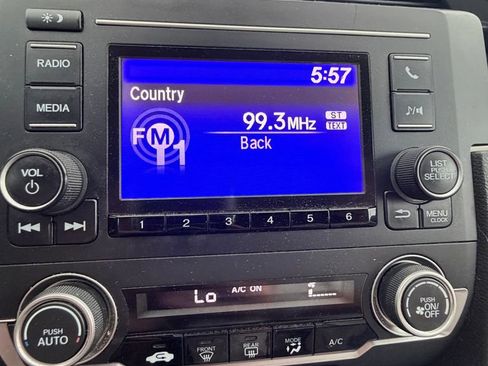 RADIO
MEDIA
5:57
Country
FM1
99.3MHz ST
TEXT
Back
VOL
LIST
PUSH
SELECT
1 2 3 4 5 6
MENU
CLOCK
A/C ON
Lo
PUSH
AUTO
PUSH
ON/
OFF
FRONT
REAR
MODE
A/C